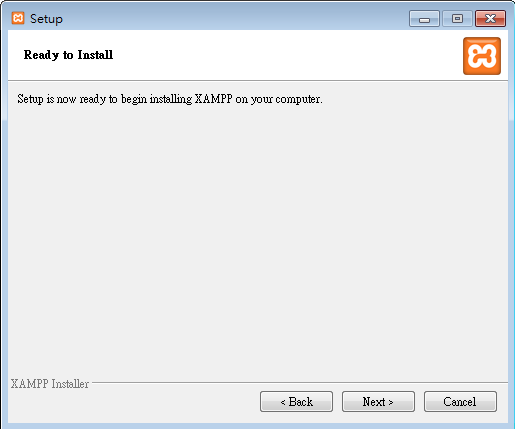 Setup
Ready to Install
Setup is now ready to begin installing XAMPP on your computer.
XAMPP Installer
< Back
Next >
Cancel